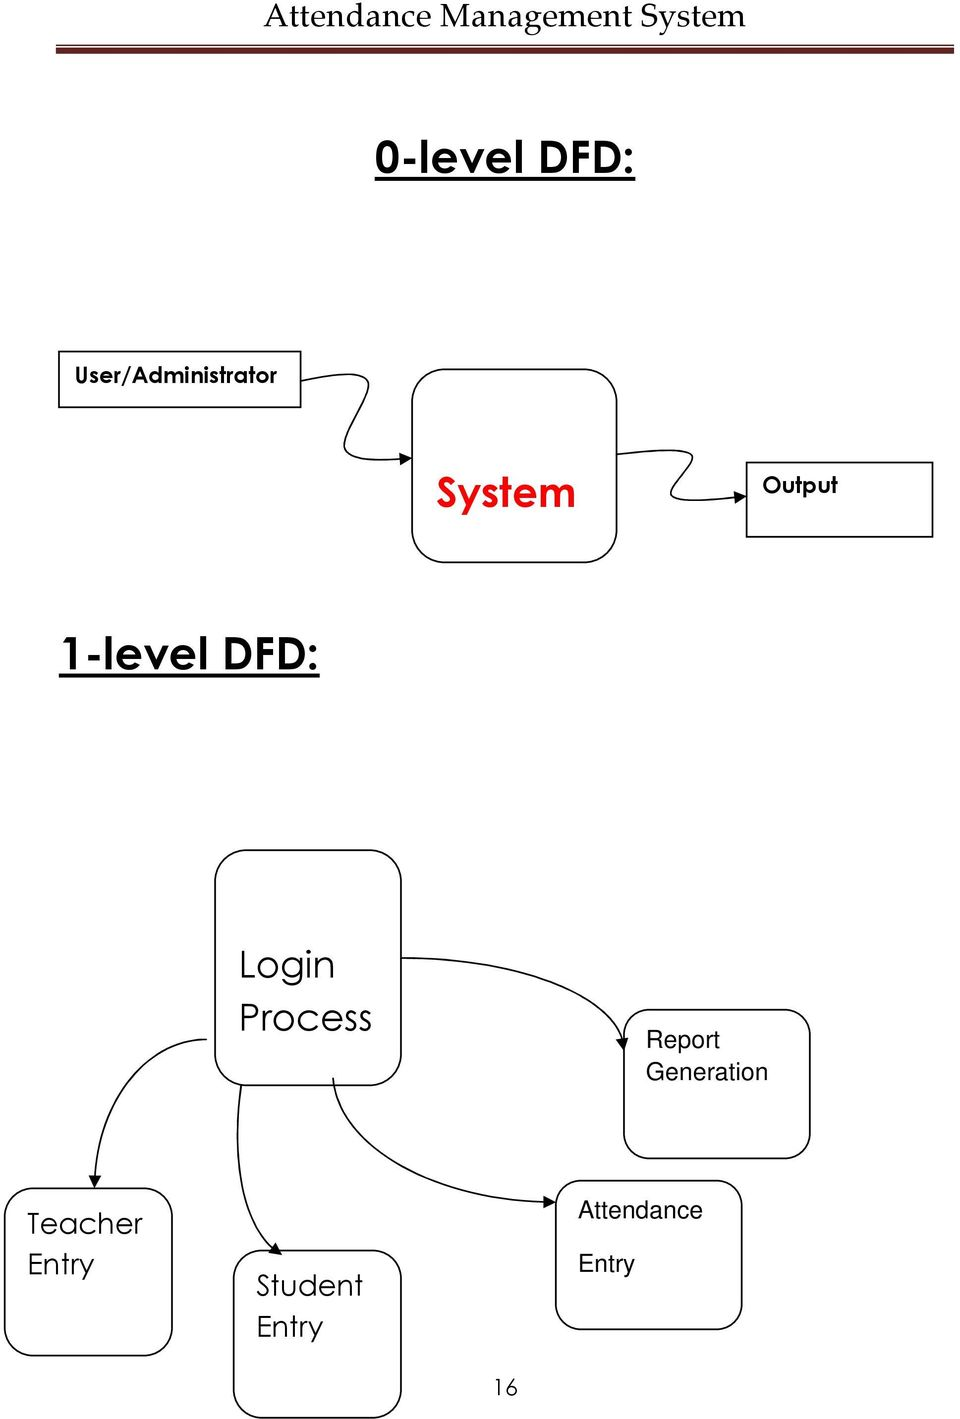 Attendance Management System
0-level DFD:
User/Administrator
System
Output
1-level DFD:
Login
Process
Report
Generation
Teacher
Entry
Student
Entry
Attendance
Entry
16